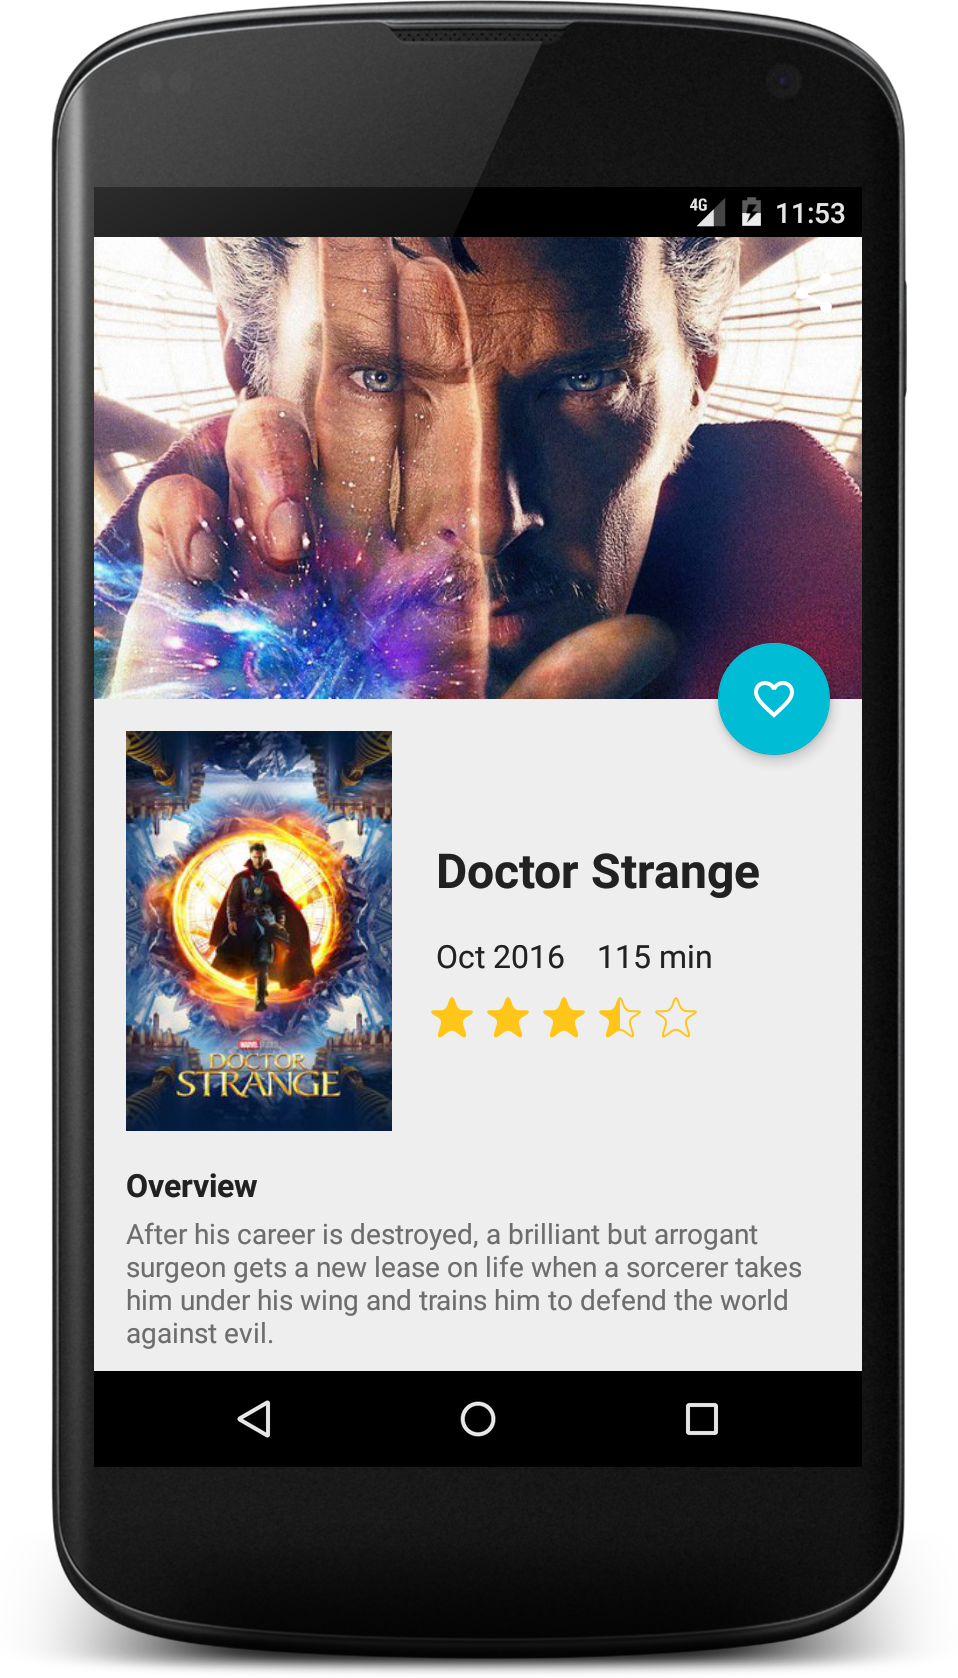 4G 11:53
Doctor Strange
Oct 2016 115 min
MARVEL
DOCTOR
STRANGE
Overview
After his career is destroyed, a brilliant but arrogant
surgeon gets a new lease on life when a sorcerer takes
him under his wing and trains him to defend the world
against evil.